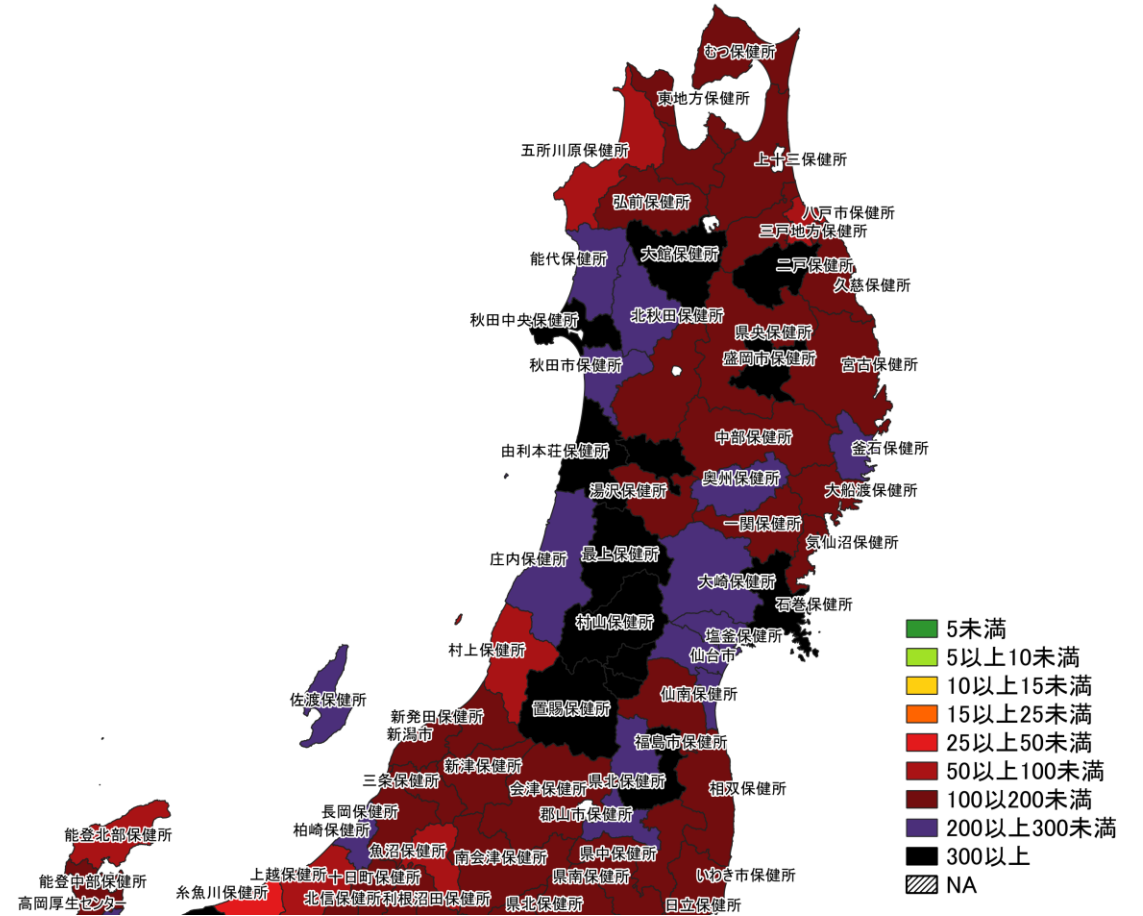 むつ保健所
東地方保健所
五所川原保健所
上十三保健所
弘前保健所
八戸市保健所
三戸地方保健所
大館保健所
能代保健所
二戸保健所
久慈保健所
秋田中央保健所
北秋田保健所
県央保健所
盛岡市保健所
秋田市保健所
宮古保健所
中部保健所
由利本荘保健所
釜石保健所
奥州保健所
湯沢保健所
大船渡保健所
一関保健所
気仙沼保健所
最上保健所
庄内保健所
大崎保健所
石巻保健所
村山保健所
塩釜保健所
村上保健所
仙台市
佐渡保健所
仙南保健所
置賜保健所
新発田保健所
新潟市
福島市保健所
新津保健所
三条保健所
会津保健所
県北保健所
相双保健所
長岡保健所
郡山市保健所
柏崎保健所
能登北部保健所
魚沼保健所
南会津保健所
県中保健所
上越保健所
十日町保健所
県南保健所
いわき市保健所
能登中部保健所
糸魚川保健所
北信保健所
利根沼田保健所
県北保健所
日立保健所
高岡厚生センター
5未満
5以上10未満
10以上15未満
15以上25未満
25以上50未満
50以上100未満
100以200未満
200以上300未満
300以上
NA